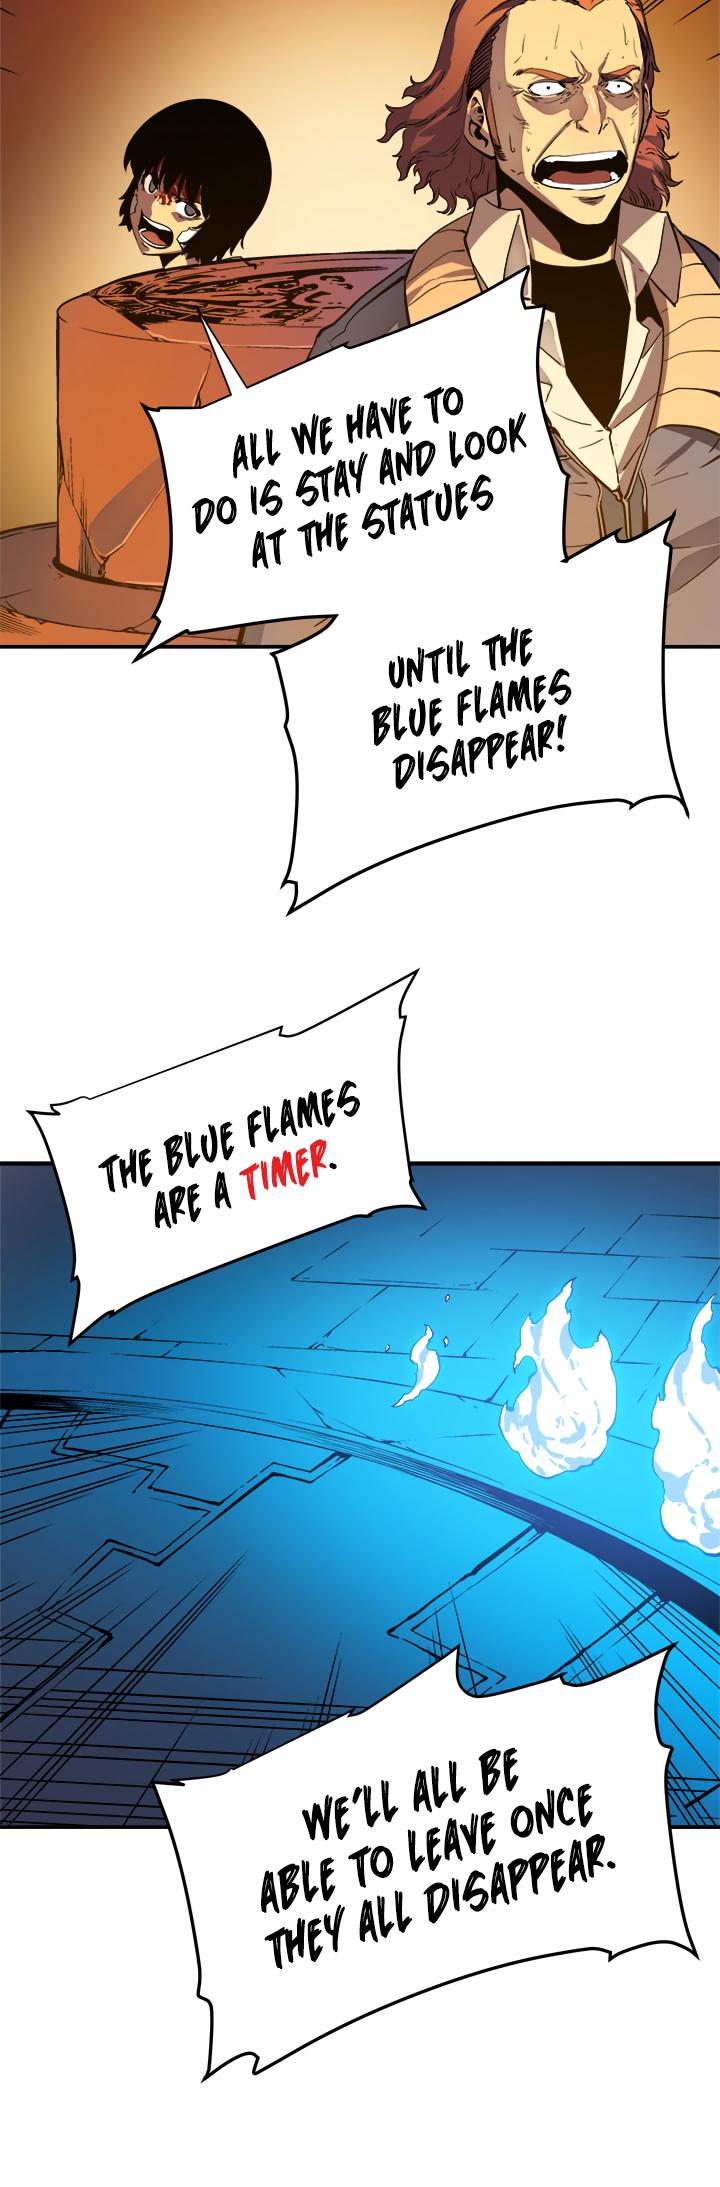 ALL WE HAVE TO
DO IS STAY AND LOOK
AT THE STATUES
UNTIL THE
BLUE FLAMES
DISAPPEAR!
THE BLUE FLAMES
ARE A TIMER.
WE'LL ALL BE
ABLE TO LEAVE ONCE
THEY ALL DISAPPEAR.